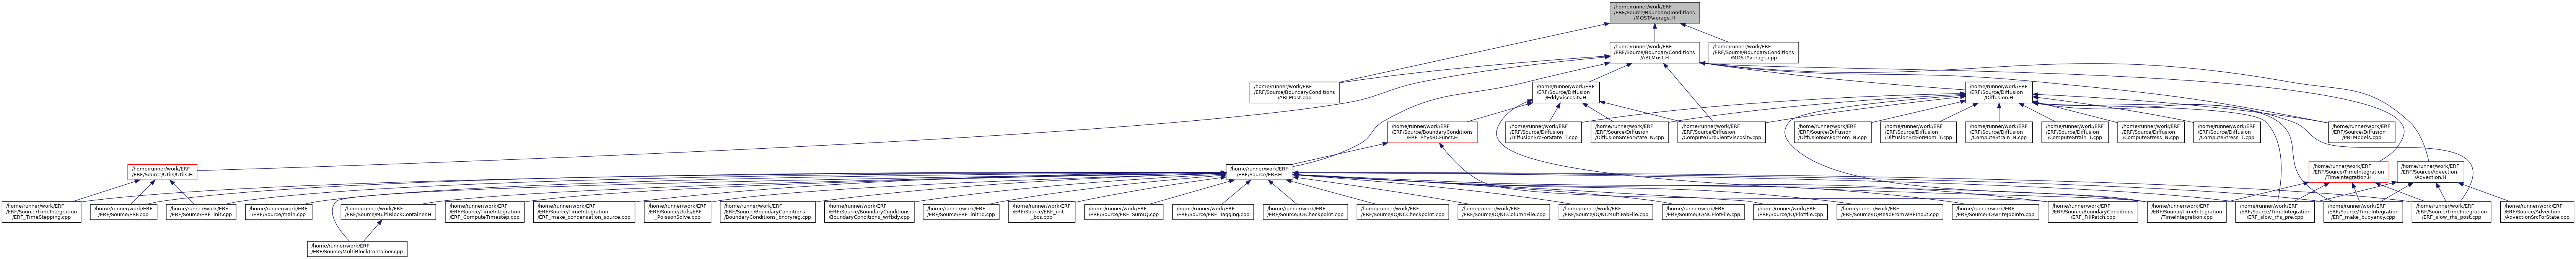 /home/runner/work/ERF
/ERF/Source/BoundaryConditions
/MOSTAverage.H
/home/runner/work/ERF
/ERF/Source/BoundaryConditions
/ABLMost.H
/home/runner/work/ERF
/ERF/Source/BoundaryConditions
/MOSTAverage.cpp
/home/runner/work/ERF
/ERF/Source/BoundaryConditions
/ABLMost.cpp
/home/runner/work/ERF
/ERF/Source/Diffusion
/EddyViscosity.H
/home/runner/work/ERF
/ERF/Source/Diffusion
/Diffusion.H
/home/runner/work/ERF
/ERF/Source/BoundaryConditions
/ERF_PhysBCFunct.H
/home/runner/work/ERF
/ERF/Source/Diffusion
/DiffusionSrcForState_T.cpp
/home/runner/work/ERF
/ERF/Source/Diffusion
/DiffusionSrcForState_N.cpp
/home/runner/work/ERF
/ERF/Source/Diffusion
/ComputeTurbulentViscosity.cpp
/home/runner/work/ERF
/ERF/Source/Diffusion
/DiffusionSrcForMom_N.cpp
/home/runner/work/ERF
/ERF/Source/Diffusion
/DiffusionSrcForMom_T.cpp
/home/runner/work/ERF
/ERF/Source/Diffusion
/ComputeStrain_N.cpp
/home/runner/work/ERF
/ERF/Source/Diffusion
/ComputeStrain_T.cpp
/home/runner/work/ERF
/ERF/Source/Diffusion
/ComputeStress_N.cpp
/home/runner/work/ERF
/ERF/Source/Diffusion
/ComputeStress_T.cpp
/home/runner/work/ERF
/ERF/Source/Diffusion
/PBLModels.cpp
/home/runner/work/ERF
/ERF/Source/Utils/Utils.H
/home/runner/work/ERF
/ERF/Source/ERF.H
/home/runner/work/ERF
/ERF/Source/TimeIntegration
/TimeIntegration.H
/home/runner/work/ERF
/ERF/Source/Advection
/Advection.H
/home/runner/work/ERF
/ERF/Source/TimeIntegration
/ERF_TimeStepping.cpp
/home/runner/work/ERF
/ERF/Source/ERF.cpp
/home/runner/work/ERF
/ERF/Source/ERF_init.cpp
/home/runner/work/ERF
/ERF/Source/main.cpp
/home/runner/work/ERF
/ERF/Source/MultiBlockContainer.H
/home/runner/work/ERF
/ERF/Source/TimeIntegration
/ERF_ComputeTimestep.cpp
/home/runner/work/ERF
/ERF/Source/TimeIntegration
/ERF_make_condensation_source.cpp
/home/runner/work/ERF
/ERF/Source/Utils/ERF
_PoissonSolve.cpp
/home/runner/work/ERF
/ERF/Source/BoundaryConditions
/BoundaryConditions_bndryreg.cpp
/home/runner/work/ERF
/ERF/Source/BoundaryConditions
/BoundaryConditions_wrfbdy.cpp
/home/runner/work/ERF
/ERF/Source/ERF_init1d.cpp
/home/runner/work/ERF
/ERF/Source/ERF_init
_bcs.cpp
/home/runner/work/ERF
/ERF/Source/ERF_SumIQ.cpp
/home/runner/work/ERF
/ERF/Source/ERF_Tagging.cpp
/home/runner/work/ERF
/ERF/Source/IO/Checkpoint.cpp
/home/runner/work/ERF
/ERF/Source/IO/NCCheckpoint.cpp
/home/runner/work/ERF
/ERF/Source/IO/NCColumnFile.cpp
/home/runner/work/ERF
/ERF/Source/IO/NCMultiFabFile.cpp
/home/runner/work/ERF
/ERF/Source/IO/NCPlotFile.cpp
/home/runner/work/ERF
/ERF/Source/IO/Plotfile.cpp
/home/runner/work/ERF
/ERF/Source/IO/ReadFromWRFInput.cpp
/home/runner/work/ERF
/ERF/Source/IO/writeJobInfo.cpp
/home/runner/work/ERF
/ERF/Source/BoundaryConditions
/ERF_FillPatch.cpp
/home/runner/work/ERF
/ERF/Source/TimeIntegration
/TimeIntegration.cpp
/home/runner/work/ERF
/ERF/Source/TimeIntegration
/ERF_slow_rhs_pre.cpp
/home/runner/work/ERF
/ERF/Source/TimeIntegration
/ERF_make_buoyancy.cpp
/home/runner/work/ERF
/ERF/Source/TimeIntegration
/ERF_slow_rhs_post.cpp
/home/runner/work/ERF
/ERF/Source/Advection
/AdvectionSrcForState.cpp
/home/runner/work/ERF
/ERF/Source/MultiBlockContainer.cpp